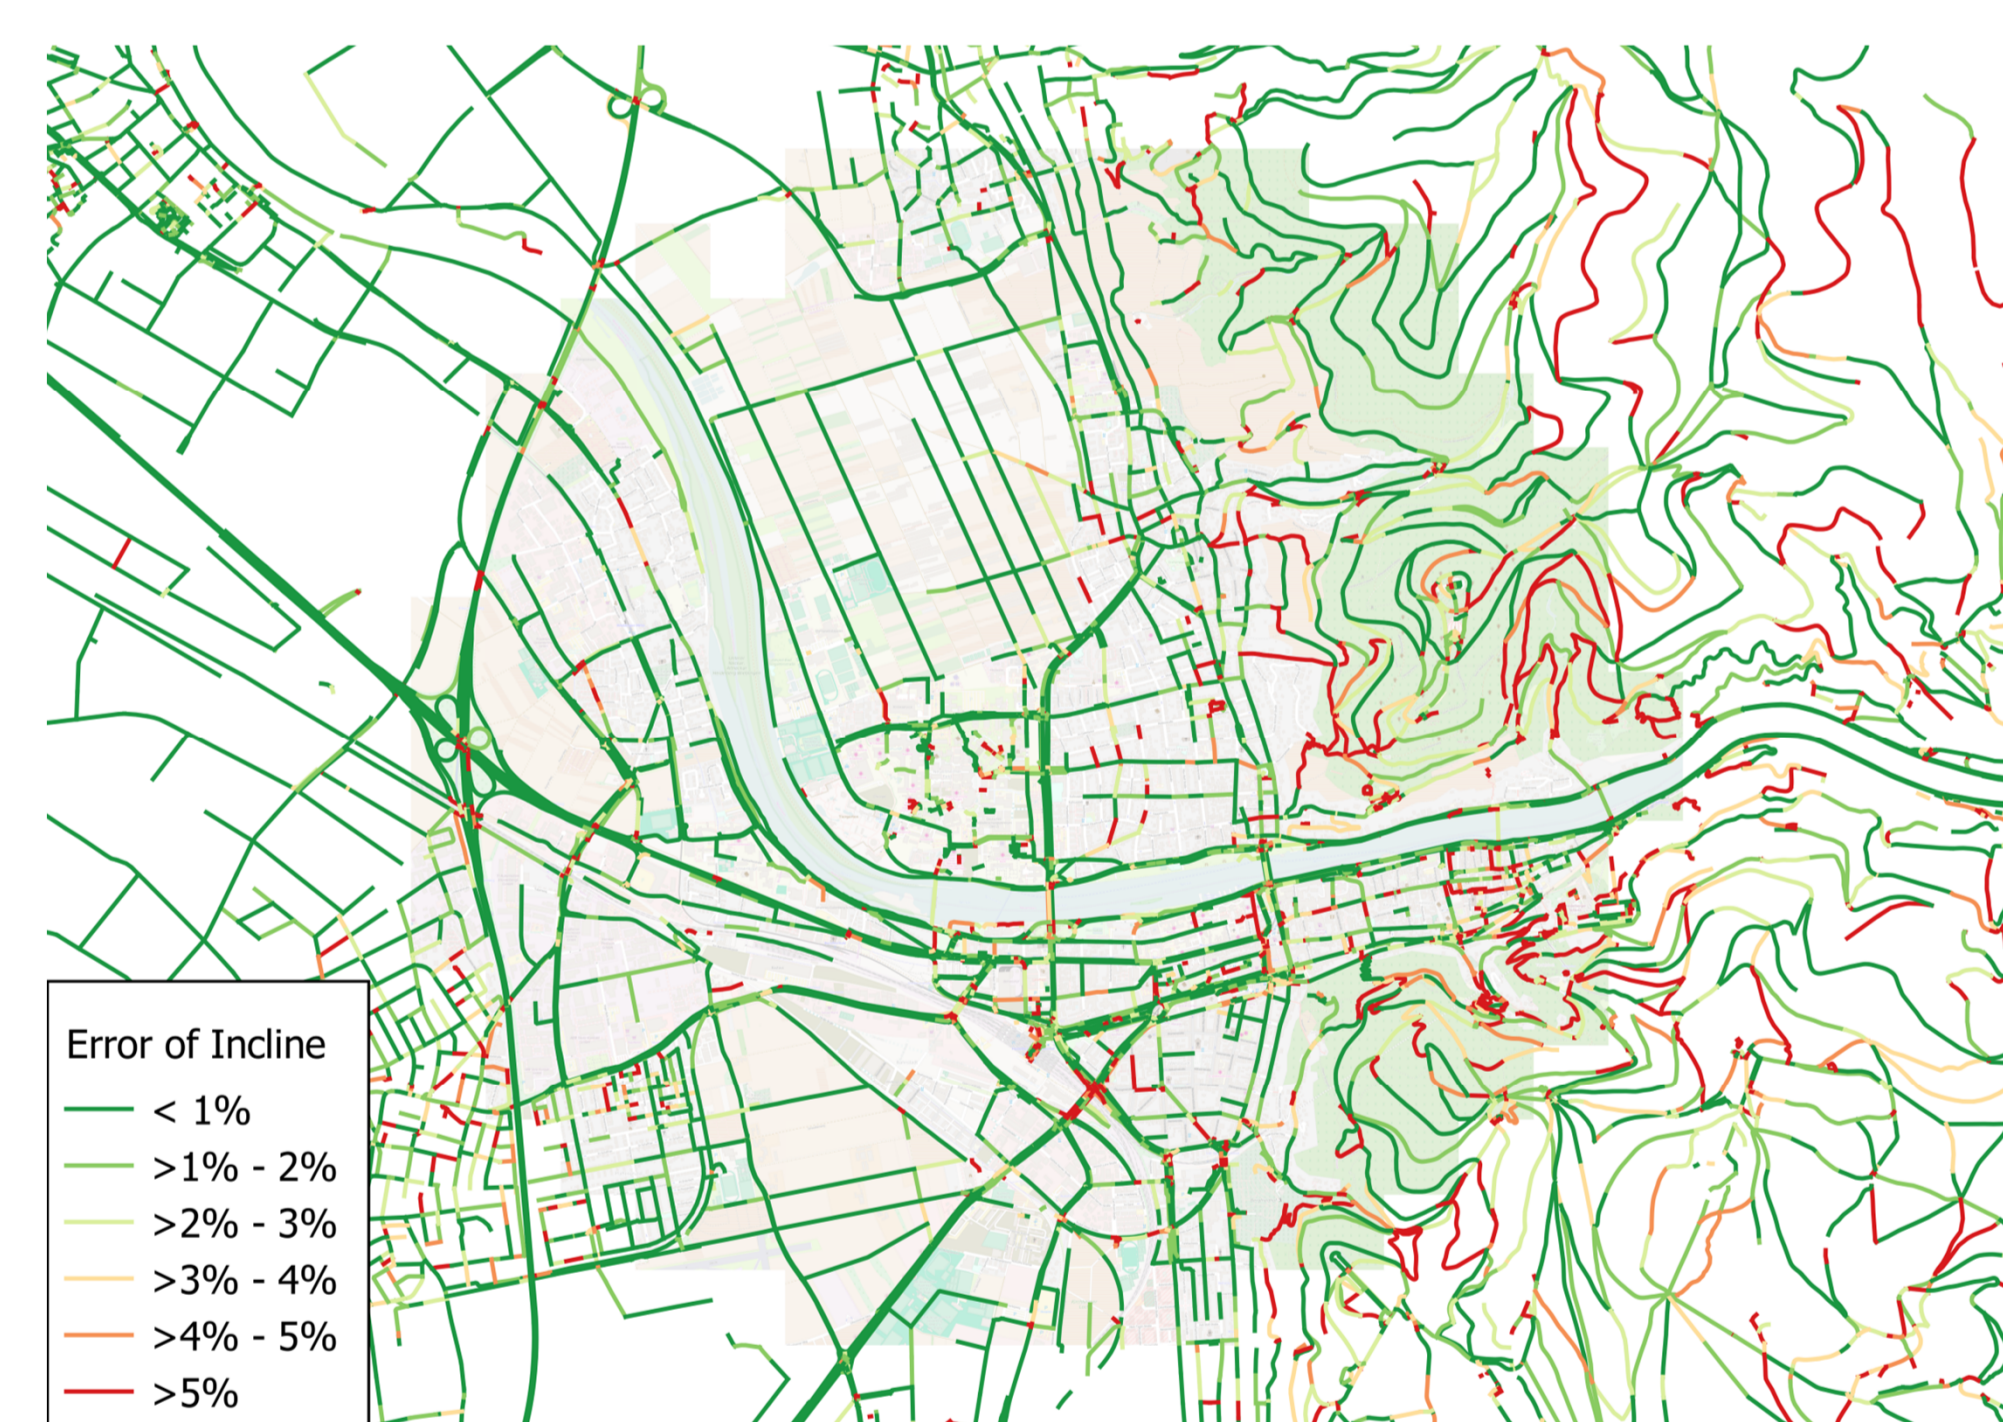 Error of Incline
< 1%
>1% - 2%
>2% - 3%
>3% - 4%
>4% - 5%
>5%